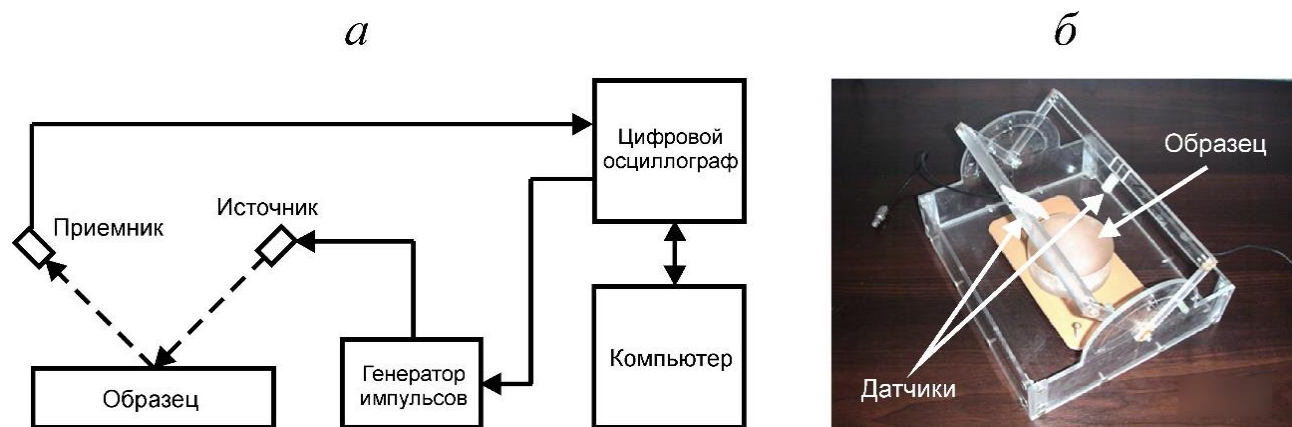 а
б
Цифровой
осциллограф
Приемник
Источник
Компьютер
Генератор
импульсов
Образец
Образец
Датчики